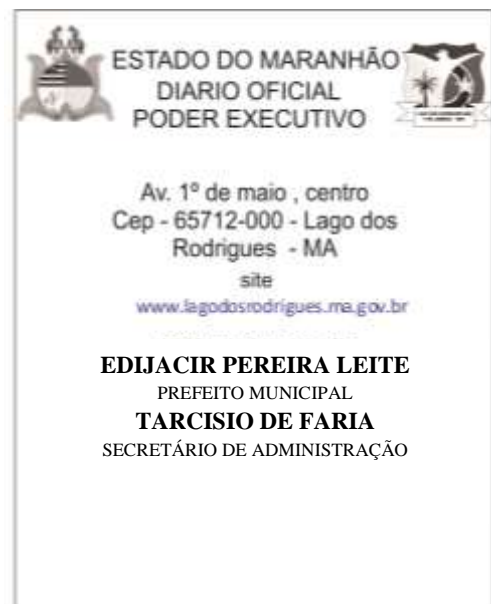 ESTADO DO MARANHÃO
DIARIO OFICIAL
PODER EXECUTIVO
Av. 1º de maio , centro
Cep - 65712-000 - Lago dos
Rodrigues - MA
site
www.lagodosrodrigues.ma.gov.br
EDIJACIR PEREIRA LEITE
PREFEITO MUNICIPAL
TARCISIO DE FARIA
SECRETÁRIO DE ADMINISTRAÇÃO